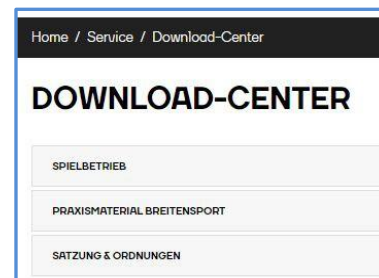 Home / Service / Download-Center
DOWNLOAD-CENTER
SPIELBETRIEB
PRAXISMATERIAL BREITENSPORT
SATZUNG & ORDNUNGEN